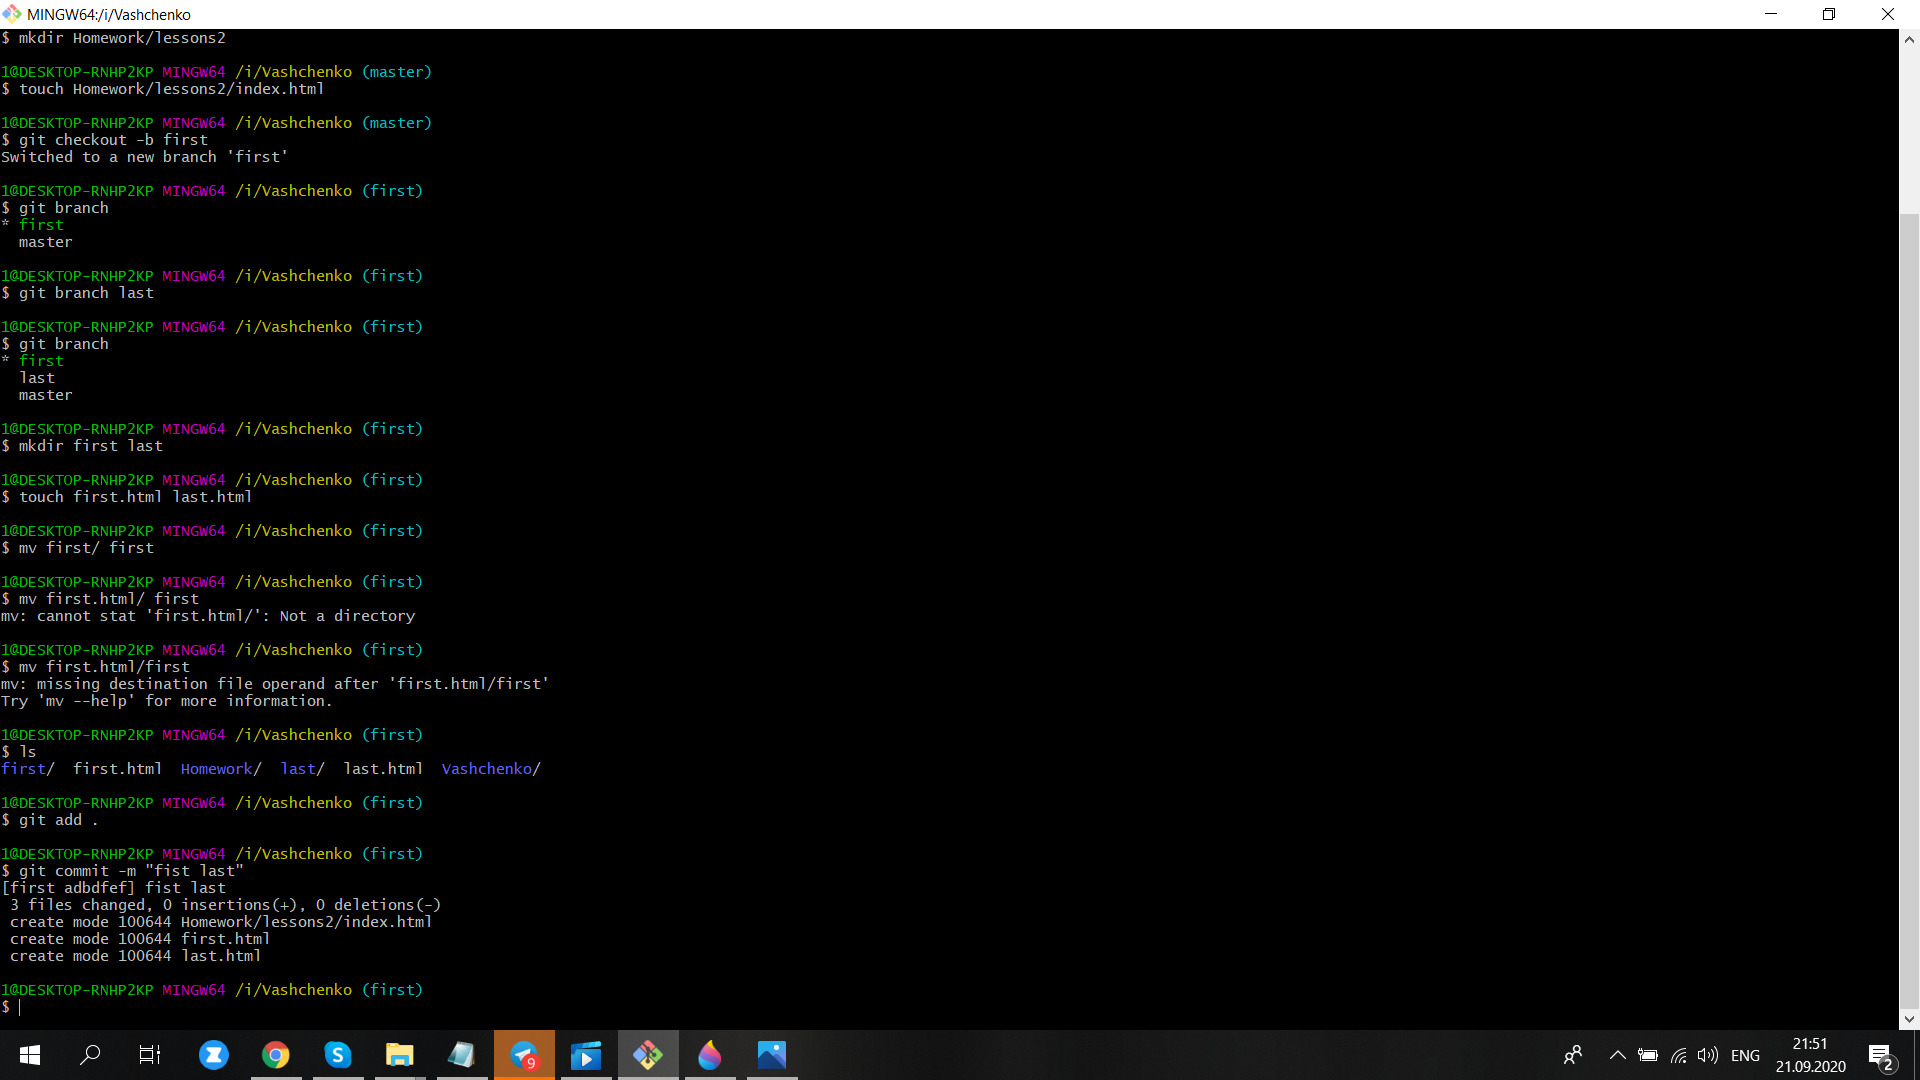 MINGW64:/i/Vashchenko
$ mkdir Homework/lessons2
1@DESKTOP-RNHP2KP MINGW64 /i/Vashchenko (master)
$ touch Homework/lessons2/index.html
1@DESKTOP-RNHP2KP MINGW64 /i/Vashchenko (master)
$ git checkout -b first
Switched to a new branch 'first'
1@DESKTOP-RNHP2KP MINGW64 /i/Vashchenko (first)
$ git branch
* first
master
1@DESKTOP-RNHP2KP MINGW64 /i/Vashchenko (first)
$ git branch last
1@DESKTOP-RNHP2KP MINGW64 /i/Vashchenko (first)
$ git branch
* first
last
master
1@DESKTOP-RNHP2KP MINGW64 /i/Vashchenko (first)
$ mkdir first last
1@DESKTOP-RNHP2KP MINGW64 /i/Vashchenko (first)
$ touch first.html last.html
1@DESKTOP-RNHP2KP MINGW64 /i/Vashchenko (first)
$ mv first/ first
1@DESKTOP-RNHP2KP MINGW64 /i/Vashchenko (first)
$ mv first.html/ first
mv: cannot stat 'first.html/': Not a directory
1@DESKTOP-RNHP2KP MINGW64 /i/Vashchenko (first)
$ mv first.html/first
mv: missing destination file operand after 'first.html/first'
Try 'mv --help' for more information.
1@DESKTOP-RNHP2KP MINGW64 /i/Vashchenko (first)
$ ls
first/ first.html Homework/ last/ last.html Vashchenko/
1@DESKTOP-RNHP2KP MINGW64 /i/Vashchenko (first)
$ git add .
1@DESKTOP-RNHP2KP MINGW64 /i/Vashchenko (first)
$ git commit -m "fist last"
[first adbdfef] fist last
3 files changed, 0 insertions(+), 0 deletions(-)
create mode 100644 Homework/lessons2/index.html
create mode 100644 first.html
create mode 100644 last.html
1@DESKTOP-RNHP2KP MINGW64 /i/Vashchenko (first)
$
9
ENG
21:51
21.09.2020
2